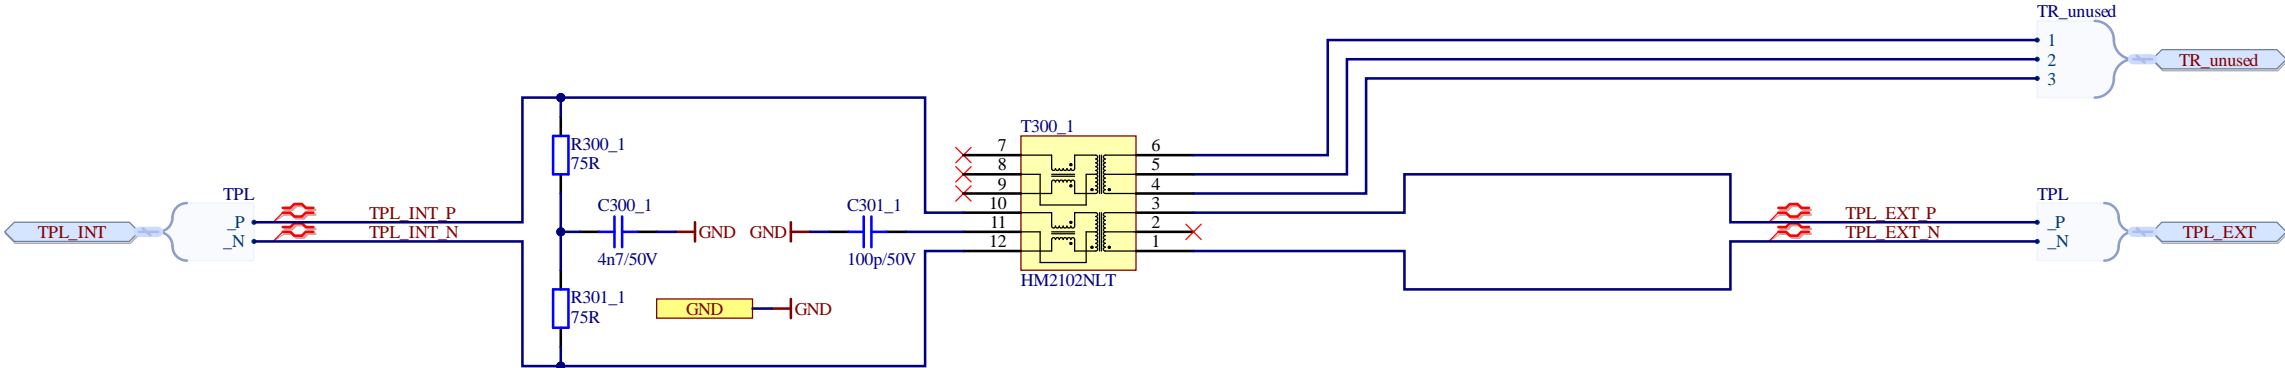 TR_unused
1
2
3
TR_unused
T300_1
R300_1
75R
7
8
9
10
11
12
6
5
4
3
2
1
HM2102NLT
TPL
_P
_N
TPL_INT
TPL_INT_P
TPL_INT_N
C300_1
4n7/50V
GND
GND
C301_1
100p/50V
R301_1
75R
GND
GND
TPL_EXT_P
TPL_EXT_N
TPL
_P
_N
TPL_EXT